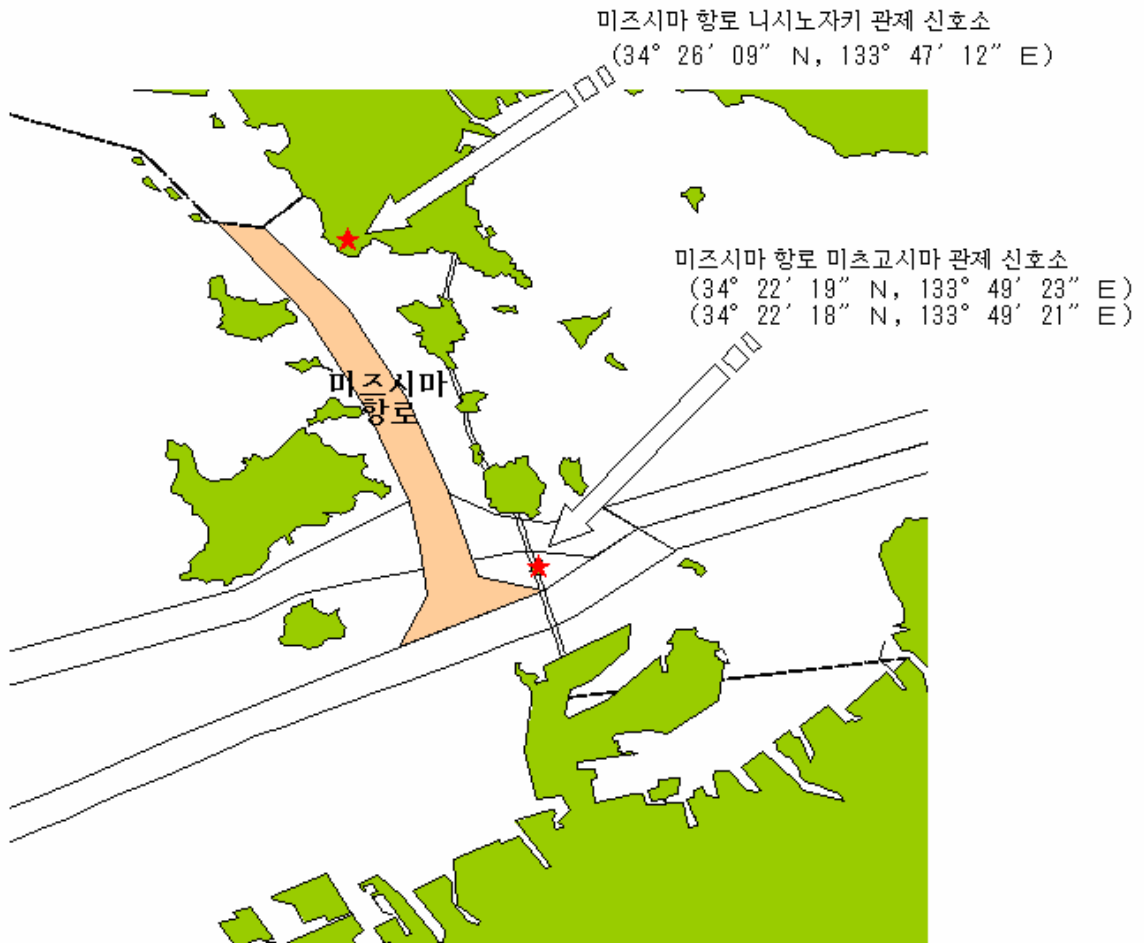 미즈시마 항로 니시노자키 관제 신호소
(34° 26′ 09″ N, 133° 47′ 12″ E)
미즈시마 항로 미츠고시마 관제 신호소
(34° 22′ 19″ N, 133° 49′ 23″ E)
(34° 22′ 18″ N, 133° 49′ 21″ E)
미즈시마
항로